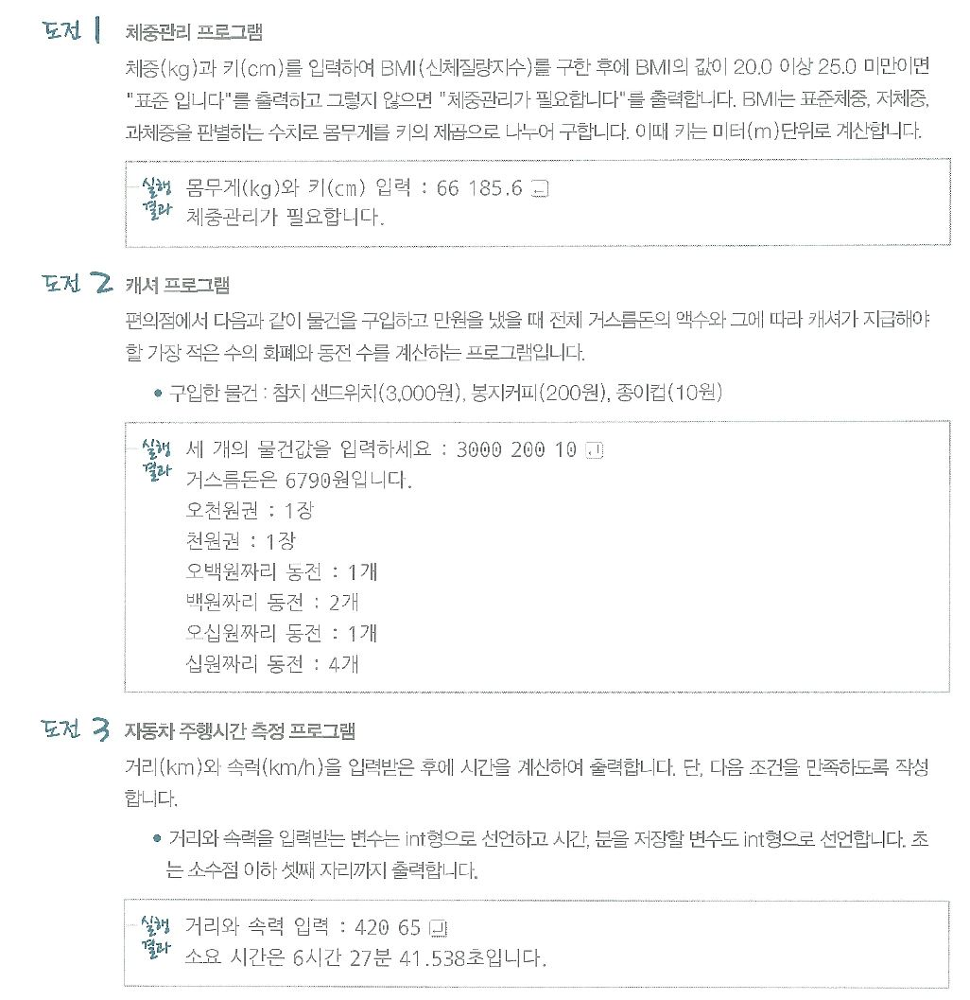 도전 1 체중관리 프로그램
체중(kg)과 키(cm)를 입력하여 BMI(신체질량지수)를 구한 후에 BMI의 값이 20.0 이상 25.0 미만이면
"표준 입니다"를 출력하고 그렇지 않으면 "체중관리가 필요합니다"를 출력합니다. BMI는 표준체중, 저체중,
과체중을 판별하는 수치로 몸무게를 키의 제곱으로 나누어 구합니다. 이때 키는 미터(m)단위로 계산합니다.
실행 결과
몸무게(kg)와 키(cm) 입력 : 66 185.6
체중관리가 필요합니다.
도전 2 캐셔 프로그램
편의점에서 다음과 같이 물건을 구입하고 만원을 냈을 때 전체 거스름돈의 액수와 그에 따라 캐셔가 지급해야
할 가장 적은 수의 화폐와 동전 수를 계산하는 프로그램입니다.
• 구입한 물건 : 참치 샌드위치(3,000원), 봉지커피(200원), 종이컵(10원)
실행 결과
세 개의 물건값을 입력하세요 : 3000 200 10
거스름돈은 6790원입니다.
오천원권 : 1장
천원권 : 1장
오백원짜리 동전 : 1개
백원짜리 동전 : 2개
오십원짜리 동전 : 1개
십원짜리 동전 : 4개
도전 3 자동차 주행시간 측정 프로그램
거리(km)와 속력(km/h)을 입력받은 후에 시간을 계산하여 출력합니다. 단, 다음 조건을 만족하도록 작성
합니다.
• 거리와 속력을 입력받는 변수는 int형으로 선언하고 시간, 분을 저장할 변수도 int형으로 선언합니다. 초
는 소수점 이하 셋째 자리까지 출력합니다.
실행 결과
거리와 속력 입력 : 420 65
소요 시간은 6시간 27분 41.538초입니다.